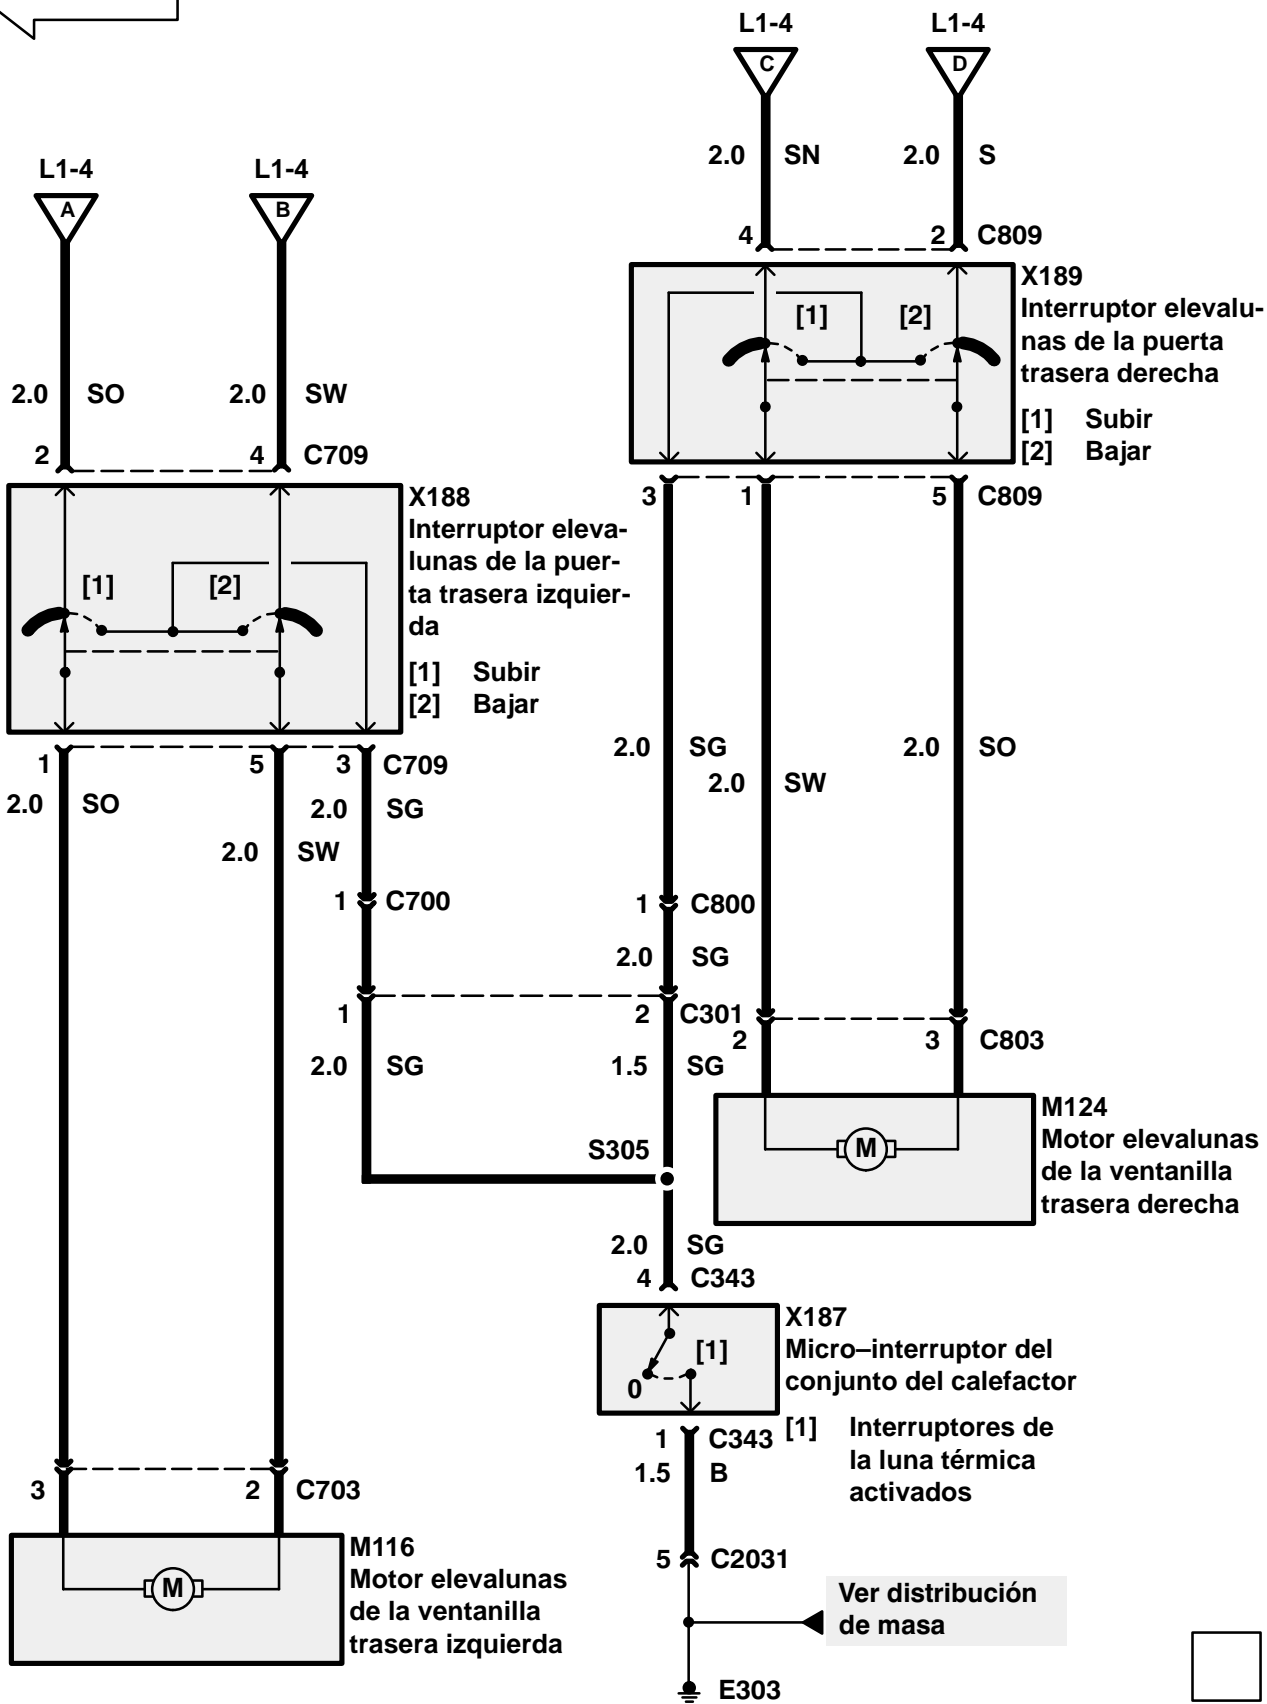 L1-4 L1-4
C D
2.0 SN 2.0 S
L1-4 L1-4
A B
4 2 C809
X189
Interruptor elevalu-
nas de la puerta
trasera derecha
[1] [2]
[1] Subir
[2] Bajar
2.0 SO 2.0 SW
2 4 C709
3 1 5 C809
X188
Interruptor eleva-
lunas de la puer-
ta trasera izquier-
da
[1] [2]
[1] Subir
[2] Bajar
2.0 SG 2.0 SO
2.0 SW
1 5 3 C709
2.0 SO 2.0 SG
2.0 SW
1 C700 1 C800
2.0 SG
1 2 C301
2 3 C803
2.0 SG 1.5 SG
M124
Motor elevalunas
de la ventanilla
trasera derecha
M
S305
2.0 SG
4 C343
X187
Micro–interruptor del
conjunto del calefactor
[1]
0
[1] Interruptores de
la luna térmica
activados
1 C343
1.5 B
3 2 C703
M116
Motor elevalunas
de la ventanilla
trasera izquierda
M
5 C2031
Ver distribución
de masa
E303